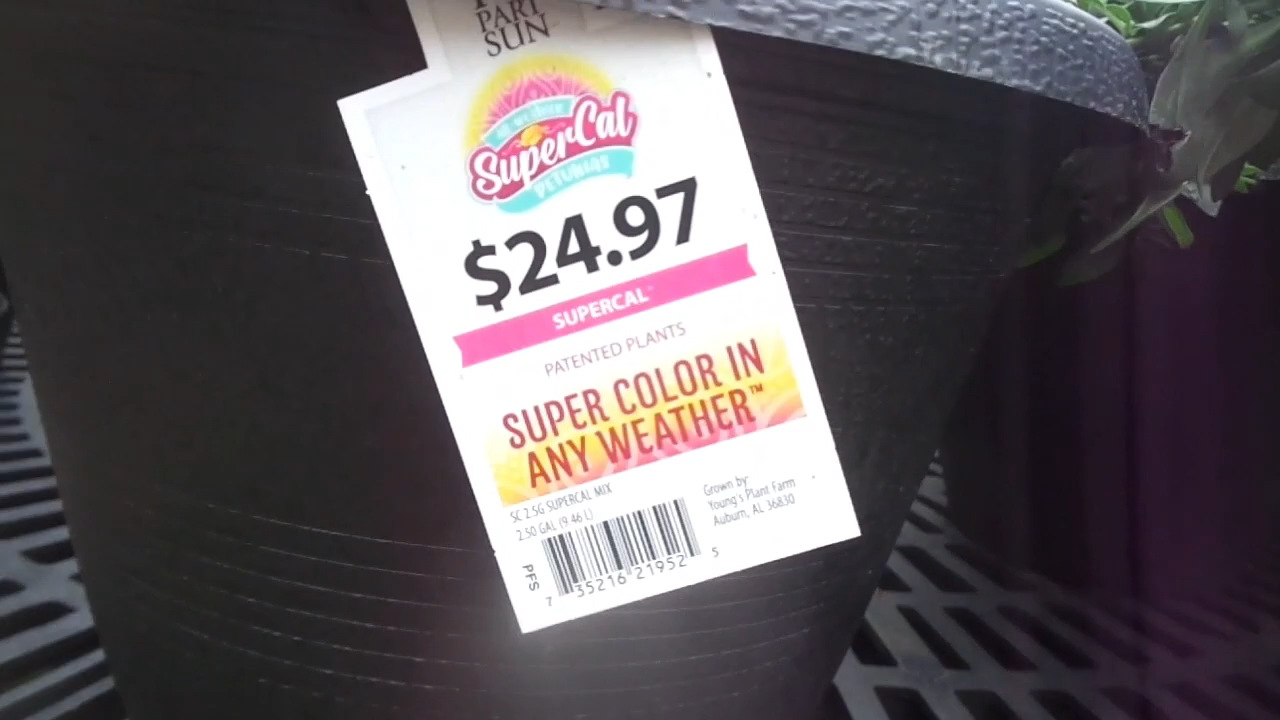 PART
SUN
SuperCal
PETUNIAS
$24.97
SUPERCAL™
PATENTED PLANTS
SUPER COLOR IN
ANY WEATHER™
SC 2.5G SUPERCAL MIX
2.50 GAL (9.46 L)
Grown by:
Young's Plant Farm
Auburn, AL 36830
PFS
7 35216 21952 5